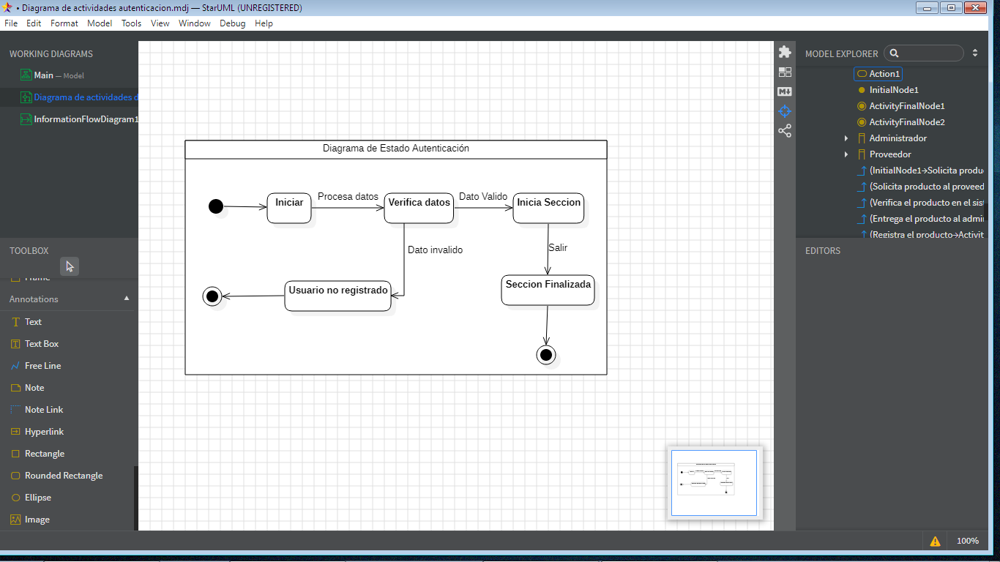 • Diagrama de actividades autenticacion.mdj — StarUML (UNREGISTERED)
File Edit Format Model Tools View Window Debug Help
WORKING DIAGRAMS
Main — Model
Diagrama de actividades d
InformationFlowDiagram1
TOOLBOX
Frame
Annotations
Text
Text Box
Free Line
Note
Note Link
Hyperlink
Rectangle
Rounded Rectangle
Ellipse
Image
Diagrama de Estado Autenticación
Iniciar
Procesa datos
Verifica datos
Dato Valido
Inicia Seccion
Dato invalido
Salir
Usuario no registrado
Seccion Finalizada
MODEL EXPLORER
Action1
InitialNode1
ActivityFinalNode1
ActivityFinalNode2
Administrador
Proveedor
(InitialNode1→Solicita produ
(Solicita producto al proveed
(Verifica el producto en el sis
(Entrega el producto al admi
(Registra el producto→Activit
EDITORS
100%